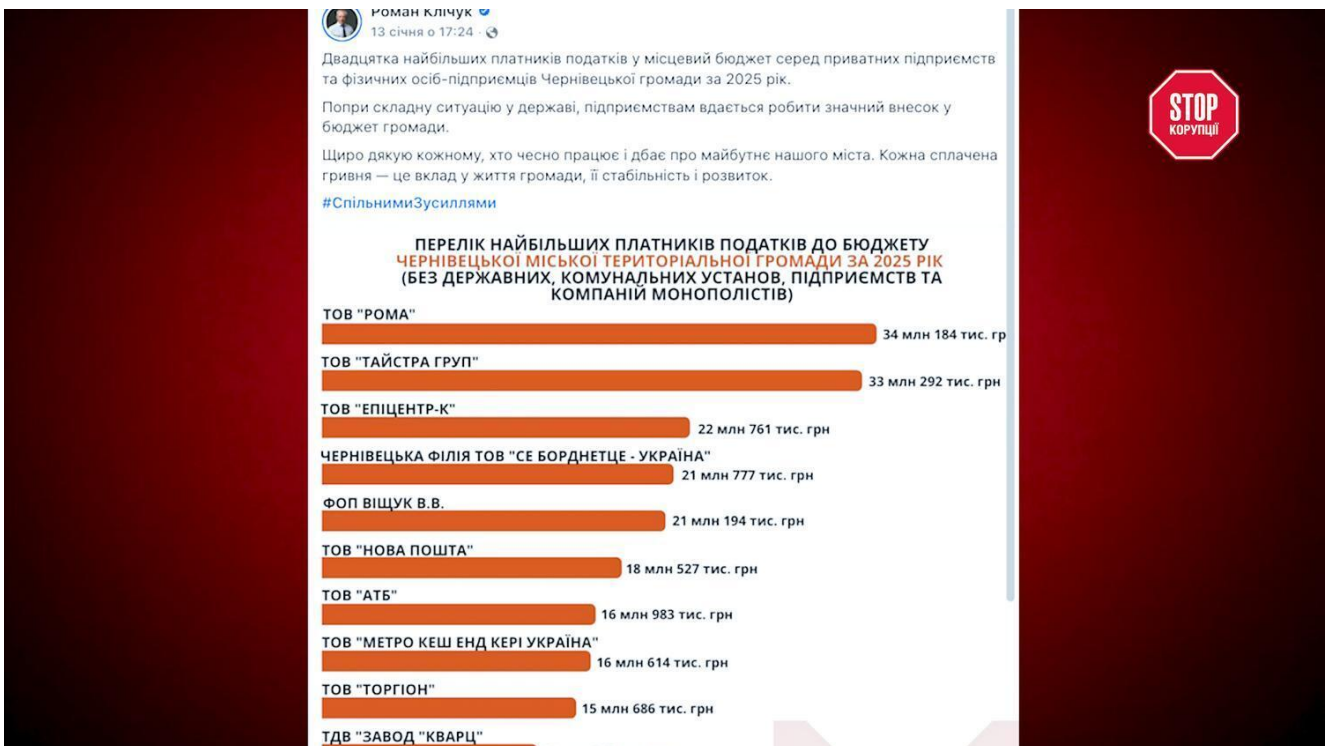 Роман Клічук
13 січня о 17:24
Двадцятка найбільших платників податків у місцевий бюджет серед приватних підприємств
та фізичних осіб-підприємців Чернівецької громади за 2025 рік.
Попри складну ситуацію у державі, підприємствам вдається робити значний внесок у
бюджет громади.
Щиро дякую кожному, хто чесно працює і дбає про майбутнє нашого міста. Кожна сплачена
гривня — це вклад у життя громади, її стабільність і розвиток.
#СпільнимиЗусиллями
STOP
КОРУПЦІЇ
ПЕРЕЛІК НАЙБІЛЬШИХ ПЛАТНИКІВ ПОДАТКІВ ДО БЮДЖЕТУ
ЧЕРНІВЕЦЬКОЇ МІСЬКОЇ ТЕРИТОРІАЛЬНОЇ ГРОМАДИ ЗА 2025 РІК
(БЕЗ ДЕРЖАВНИХ, КОМУНАЛЬНИХ УСТАНОВ, ПІДПРИЄМСТВ ТА
КОМПАНІЙ МОНОПОЛІСТІВ)
ТОВ "РОМА"
34 млн 184 тис. гр
ТОВ "ТАЙСТРА ГРУП"
33 млн 292 тис. грн
ТОВ "ЕПІЦЕНТР-К"
22 млн 761 тис. грн
ЧЕРНІВЕЦЬКА ФІЛІЯ ТОВ "СЕ БОРДНЕТЦЕ - УКРАЇНА"
21 млн 777 тис. грн
ФОП ВІЩУК В.В.
21 млн 194 тис. грн
ТОВ "НОВА ПОШТА"
18 млн 527 тис. грн
ТОВ "АТБ"
16 млн 983 тис. грн
ТОВ "МЕТРО КЕШ ЕНД КЕРІ УКРАЇНА"
16 млн 614 тис. грн
ТОВ "ТОРГІОН"
15 млн 686 тис. грн
ТДВ "ЗАВОД "КВАРЦ"